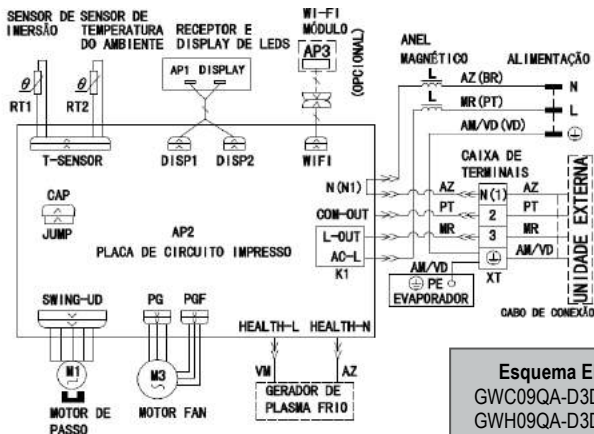 SENSOR DE IMERSÃO
SENSOR DE TEMPERATURA DO AMBIENTE
RECEPTOR E DISPLAY DE LEDS
WI-FI MÓDULO
(OPCIONAL)
AP3
AP1 DISPLAY
θ
RT1
θ
RT2
T-SENSOR
DISP1
DISP2
WIFI
ANEL MAGNÉTICO
ALIMENTAÇÃO
L
AZ(BR)
N
L
MR(PT)
L
AM/VD(VD)
CAIXA DE TERMINAIS
N(N1)
AZ
N(1)
AZ
COM-OUT
PT
2
PT
L-OUT
MR
3
MR
AC-L
K1
AM/VD
XT
AM/VD
PE
EVAPORADOR
UNIDADE EXTERNA
CABO DE CONEXÃO
CAP
JUMP
AP2
PLACA DE CIRCUITO IMPRESSO
SWING-UD
PG
PGF
HEALTH-L
HEALTH-N
M1
M3
VM
AZ
MOTOR DE PASSO
MOTOR FAN
GERADOR DE PLASMA FRIO
Esquema E
GWC09QA-D3D
GWH09QA-D3D